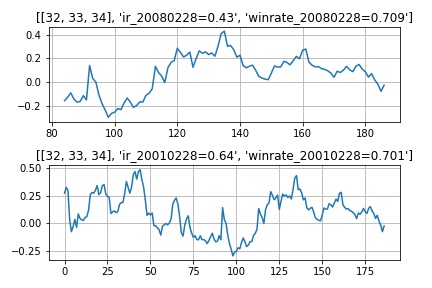 [[32, 33, 34], 'ir_20080228=0.43', 'winrate_20080228=0.709']
0.4
0.2
0.0
−0.2
80 100 120 140 160 180
[[32, 33, 34], 'ir_20010228=0.64', 'winrate_20010228=0.701']
0.50
0.25
0.00
−0.25
0 25 50 75 100 125 150 175